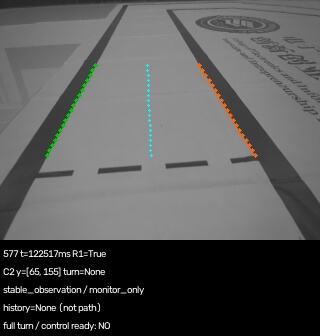 577 t=122517ms R1=True
C2 y=[65, 155] turn=None
stable_observation / monitor_only
history=None (not path)
full turn / control ready: NO